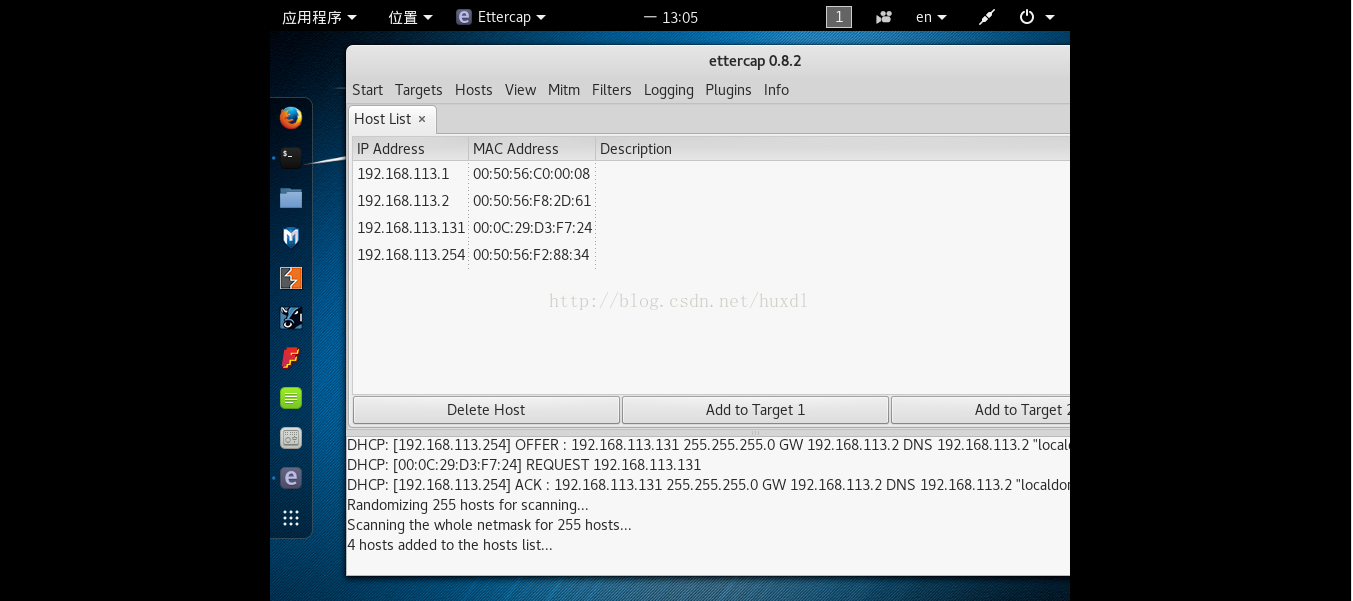 应用程序 位置 Ettercap 一 13:05 1 en
ettercap 0.8.2
Start Targets Hosts View Mitm Filters Logging Plugins Info
Host List ×
IP Address MAC Address Description
192.168.113.1 00:50:56:C0:00:08
192.168.113.2 00:50:56:F8:2D:61
192.168.113.131 00:0C:29:D3:F7:24
192.168.113.254 00:50:56:F2:88:34
http://blog.csdn.net/huxdl
Delete Host Add to Target 1 Add to Target 2
DHCP: [192.168.113.254] OFFER : 192.168.113.131 255.255.255.0 GW 192.168.113.2 DNS 192.168.113.2 "local
DHCP: [00:0C:29:D3:F7:24] REQUEST 192.168.113.131
DHCP: [192.168.113.254] ACK : 192.168.113.131 255.255.255.0 GW 192.168.113.2 DNS 192.168.113.2 "localdo
Randomizing 255 hosts for scanning...
Scanning the whole netmask for 255 hosts...
4 hosts added to the hosts list...